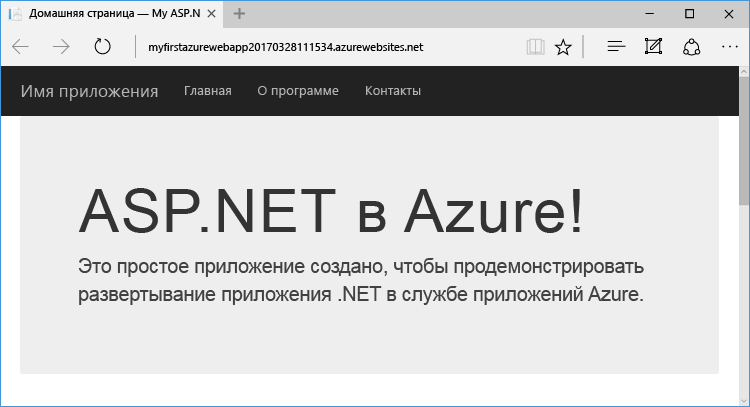 Домашняя страница — My ASP.N
myfirstazurewebapp20170328111534.azurewebsites.net
Имя приложения Главная О программе Контакты
ASP.NET в Azure!
Это простое приложение создано, чтобы продемонстрировать
развертывание приложения .NET в службе приложений Azure.